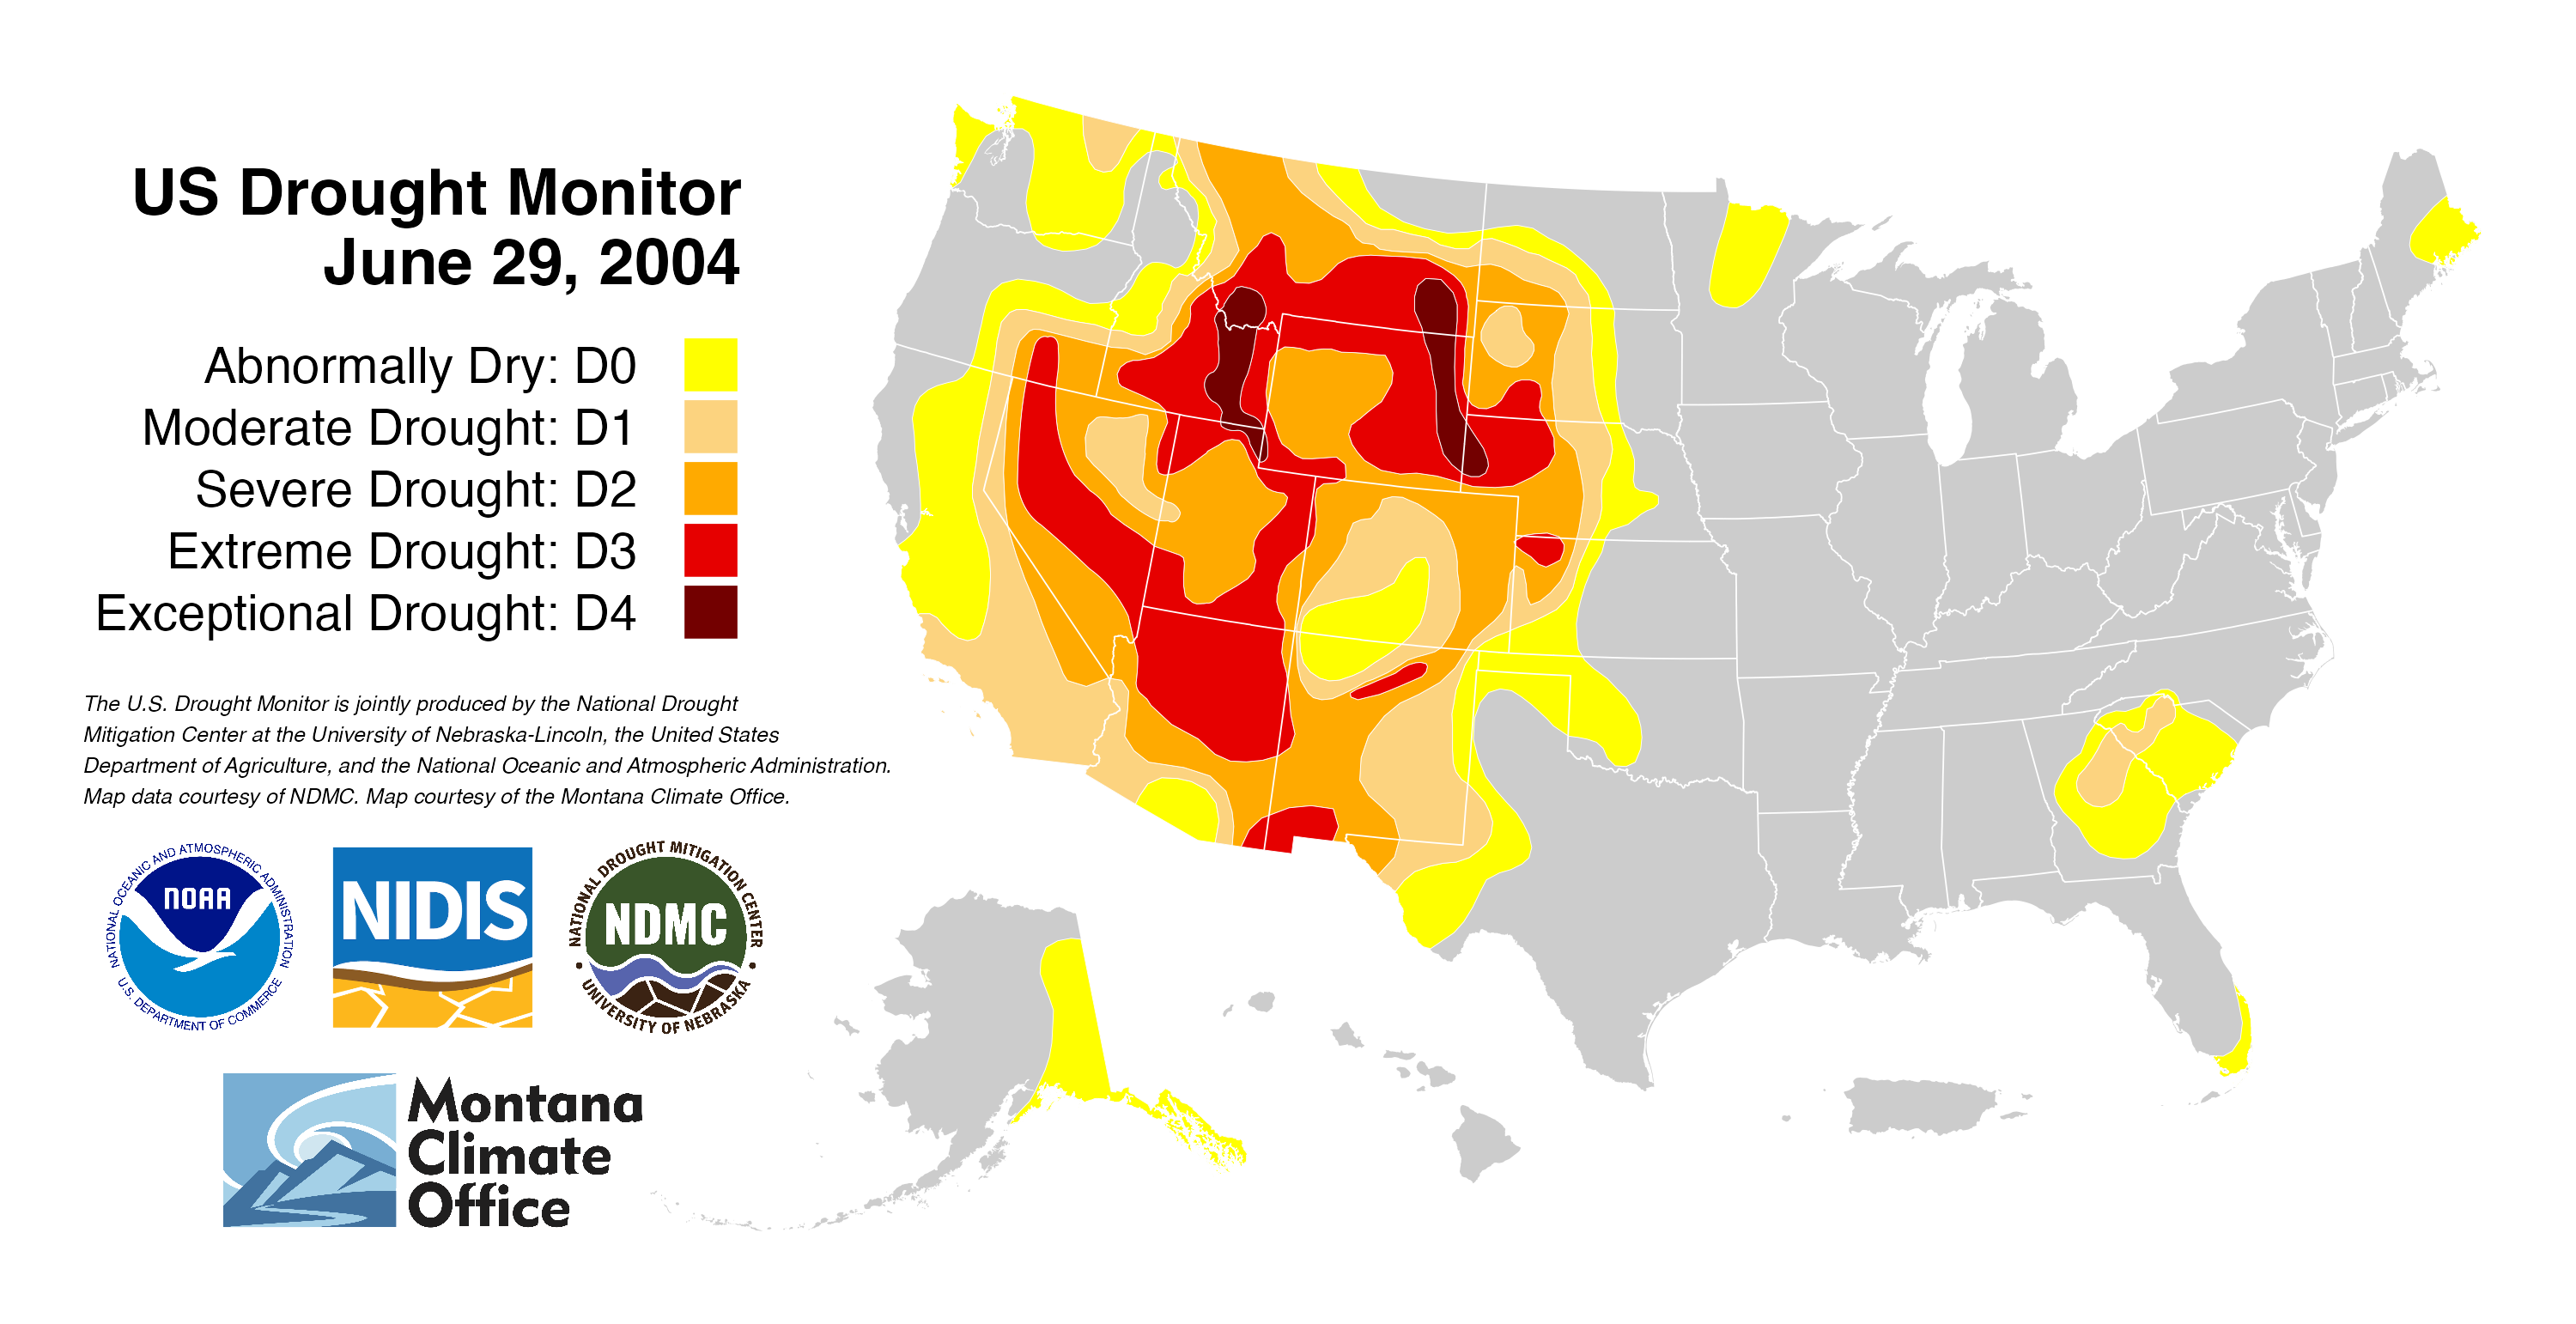 US Drought Monitor
June 29, 2004
Abnormally Dry: D0
Moderate Drought: D1
Severe Drought: D2
Extreme Drought: D3
Exceptional Drought: D4
The U.S. Drought Monitor is jointly produced by the National Drought
Mitigation Center at the University of Nebraska-Lincoln, the United States
Department of Agriculture, and the National Oceanic and Atmospheric Administration.
Map data courtesy of NDMC. Map courtesy of the Montana Climate Office.
NATIONAL OCEANIC AND ATMOSPHERIC ADMINISTRATION
NOAA
U.S. DEPARTMENT OF COMMERCE
NIDIS
NATIONAL DROUGHT MITIGATION CENTER
NDMC
• UNIVERSITY OF NEBRASKA •
Montana
Climate
Office